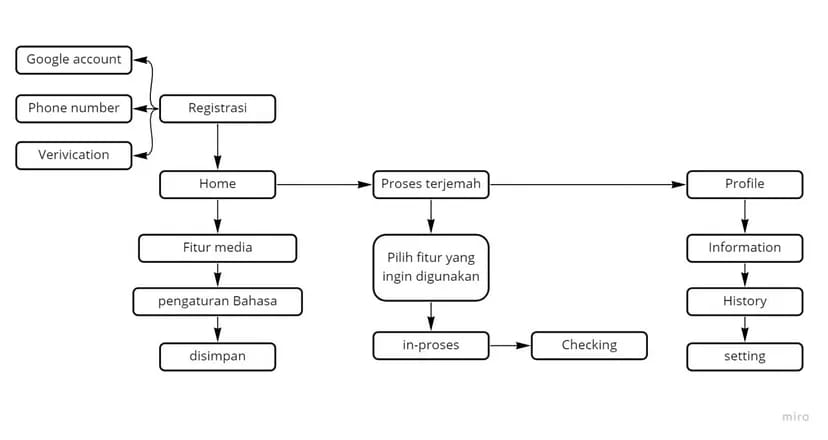 Google account
Phone number
Registrasi
Verivication
Home
Proses terjemah
Profile
Fitur media
Pilih fitur yang
ingin digunakan
Information
pengaturan Bahasa
History
disimpan
in-proses
Checking
setting
miro